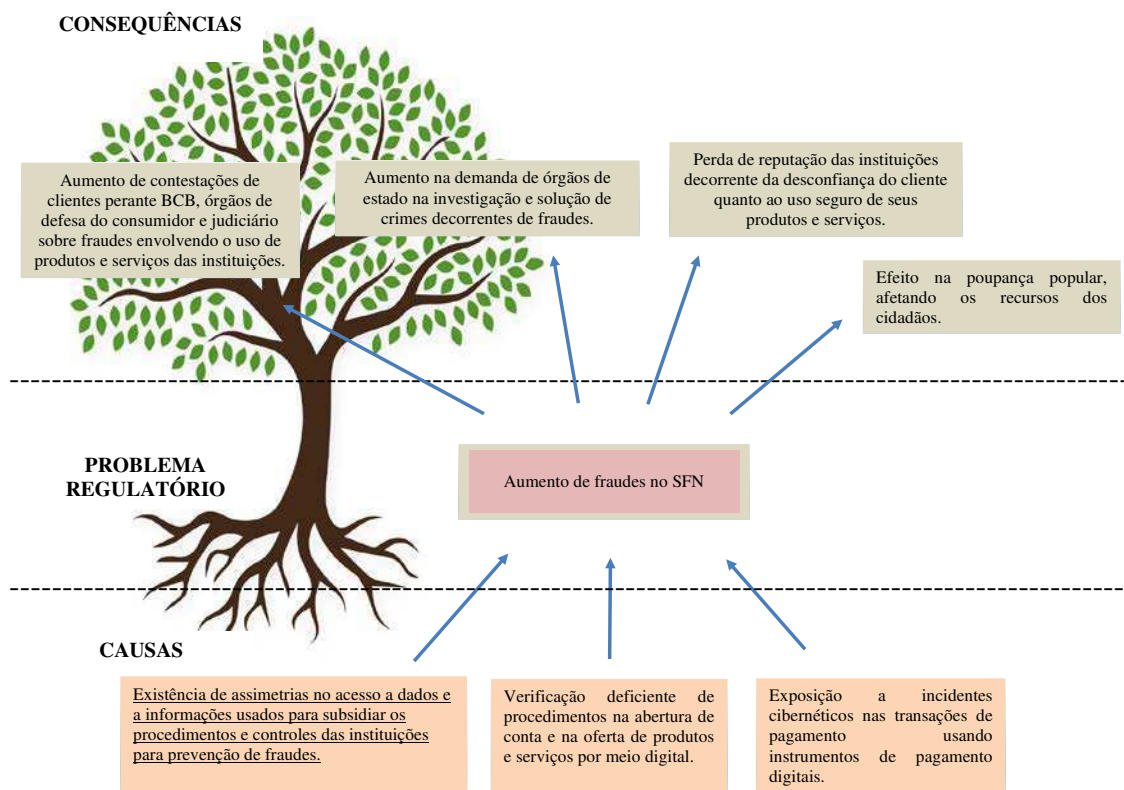 CONSEQUÊNCIAS
Aumento de contestações de
clientes perante BCB, órgãos de
defesa do consumidor e judiciário
sobre fraudes envolvendo o uso de
produtos e serviços das instituições.
Aumento na demanda de órgãos de
estado na investigação e solução de
crimes decorrentes de fraudes.
Perda de reputação das instituições
decorrente da desconfiança do cliente
quanto ao uso seguro de seus
produtos e serviços.
Efeito na poupança popular,
afetando os recursos dos
cidadãos.
PROBLEMA
REGULATÓRIO
Aumento de fraudes no SFN
CAUSAS
Existência de assimetrias no acesso a dados e
a informações usados para subsidiar os
procedimentos e controles das instituições
para prevenção de fraudes.
Verificação deficiente de
procedimentos na abertura de
conta e na oferta de produtos
e serviços por meio digital.
Exposição a incidentes
cibernéticos nas transações de
pagamento usando
instrumentos de pagamento
digitais.